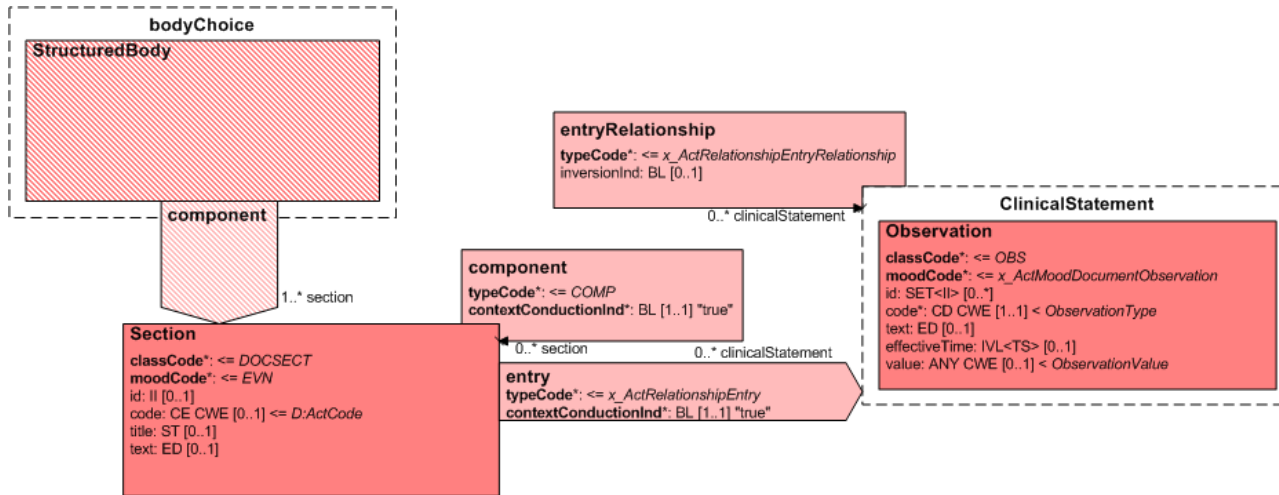 bodyChoice
StructuredBody
component
1..* section
entryRelationship
typeCode*: <= x_ActRelationshipEntryRelationship
inversionInd: BL [0..1]
0..* clinicalStatement
component
typeCode*: <= COMP
contextConductionInd*: BL [1..1] "true"
0..* section
0..* clinicalStatement
ClinicalStatement
Observation
classCode*: <= OBS
moodCode*: <= x_ActMoodDocumentObservation
id: SET<II> [0..*]
code*: CD CWE [1..1] < ObservationType
text: ED [0..1]
effectiveTime: IVL<TS> [0..1]
value: ANY CWE [0..1] < ObservationValue
Section
classCode*: <= DOCSECT
moodCode*: <= EVN
id: II [0..1]
code: CE CWE [0..1] <= D:ActCode
title: ST [0..1]
text: ED [0..1]
entry
typeCode*: <= x_ActRelationshipEntry
contextConductionInd*: BL [1..1] "true"